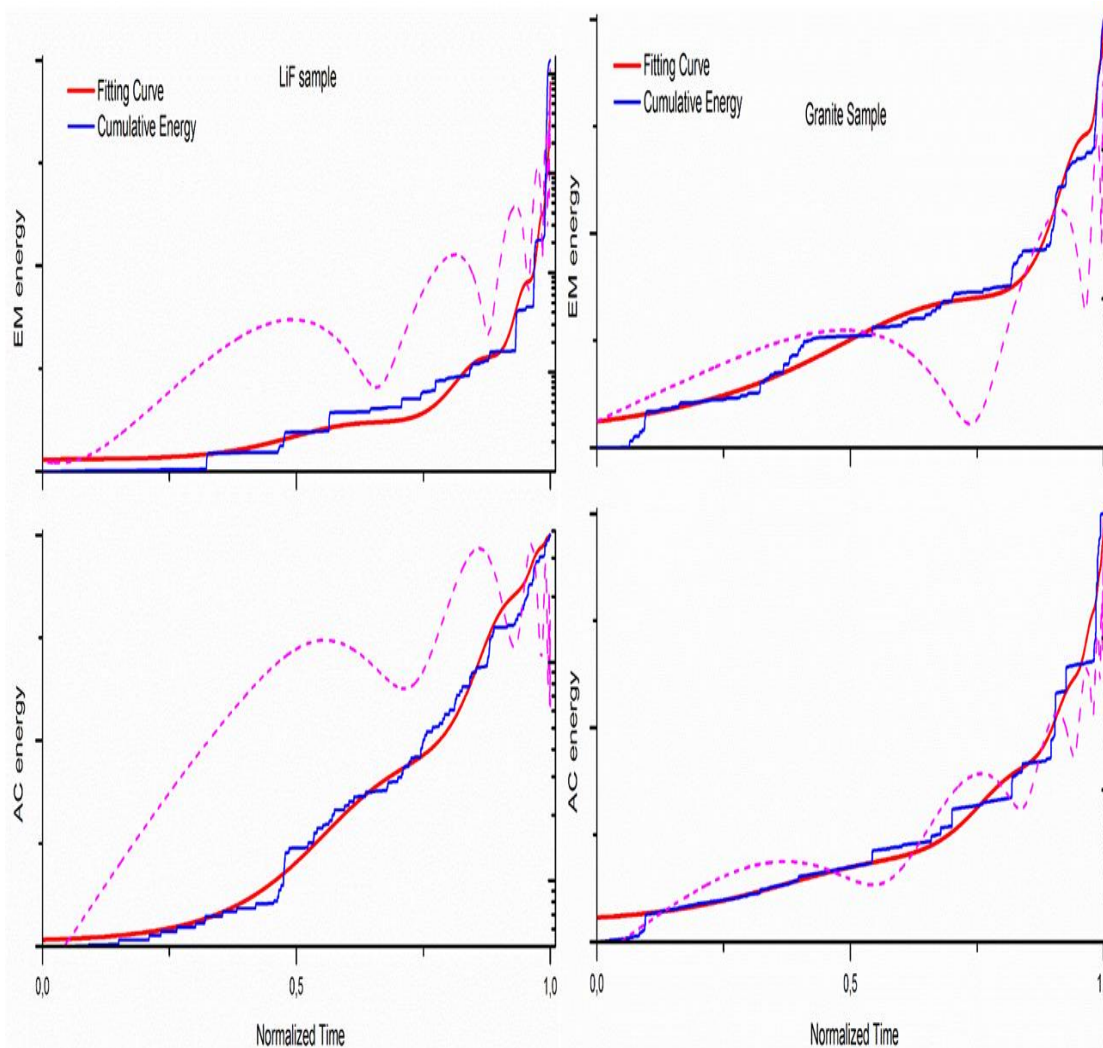 LiF sample
Fitting Curve
Cumulative Energy
EM energy
Fitting Curve
Cumulative Energy
Granite Sample
EM energy
AC energy
0,0
0,5
1,0
Normalized Time
AC energy
0,0
0,5
1
Normalized Time